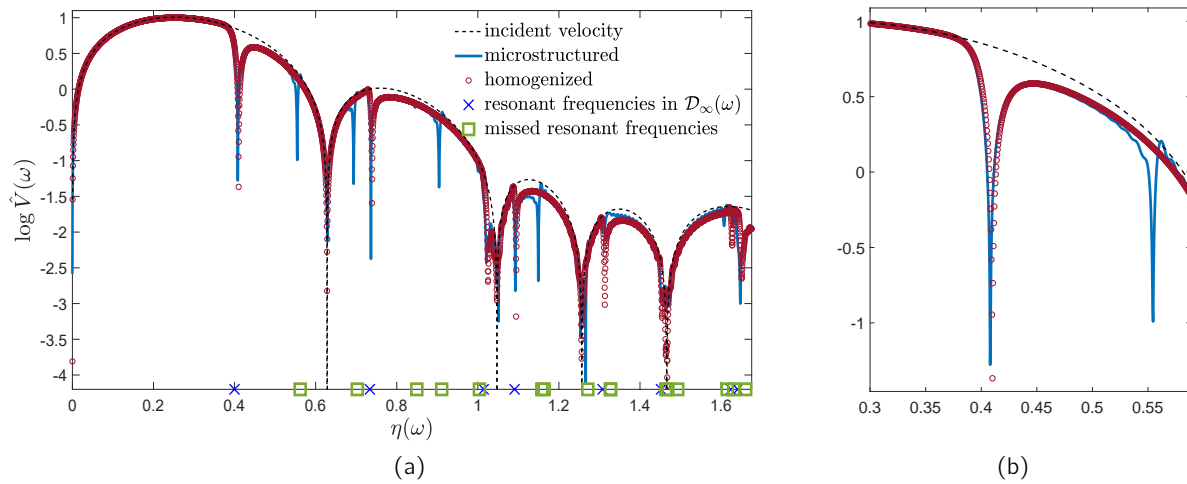 1
0.5
0
-0.5
-1
-1.5
-2
-2.5
-3
-3.5
-4
log V̂(ω)
incident velocity
microstructured
homogenized
resonant frequencies in 𝒟∞(ω)
missed resonant frequencies
0 0.2 0.4 0.6 0.8 1 1.2 1.4 1.6
η(ω)
(a)
1
0.5
0
-0.5
-1
0.3 0.35 0.4 0.45 0.5 0.55
(b)